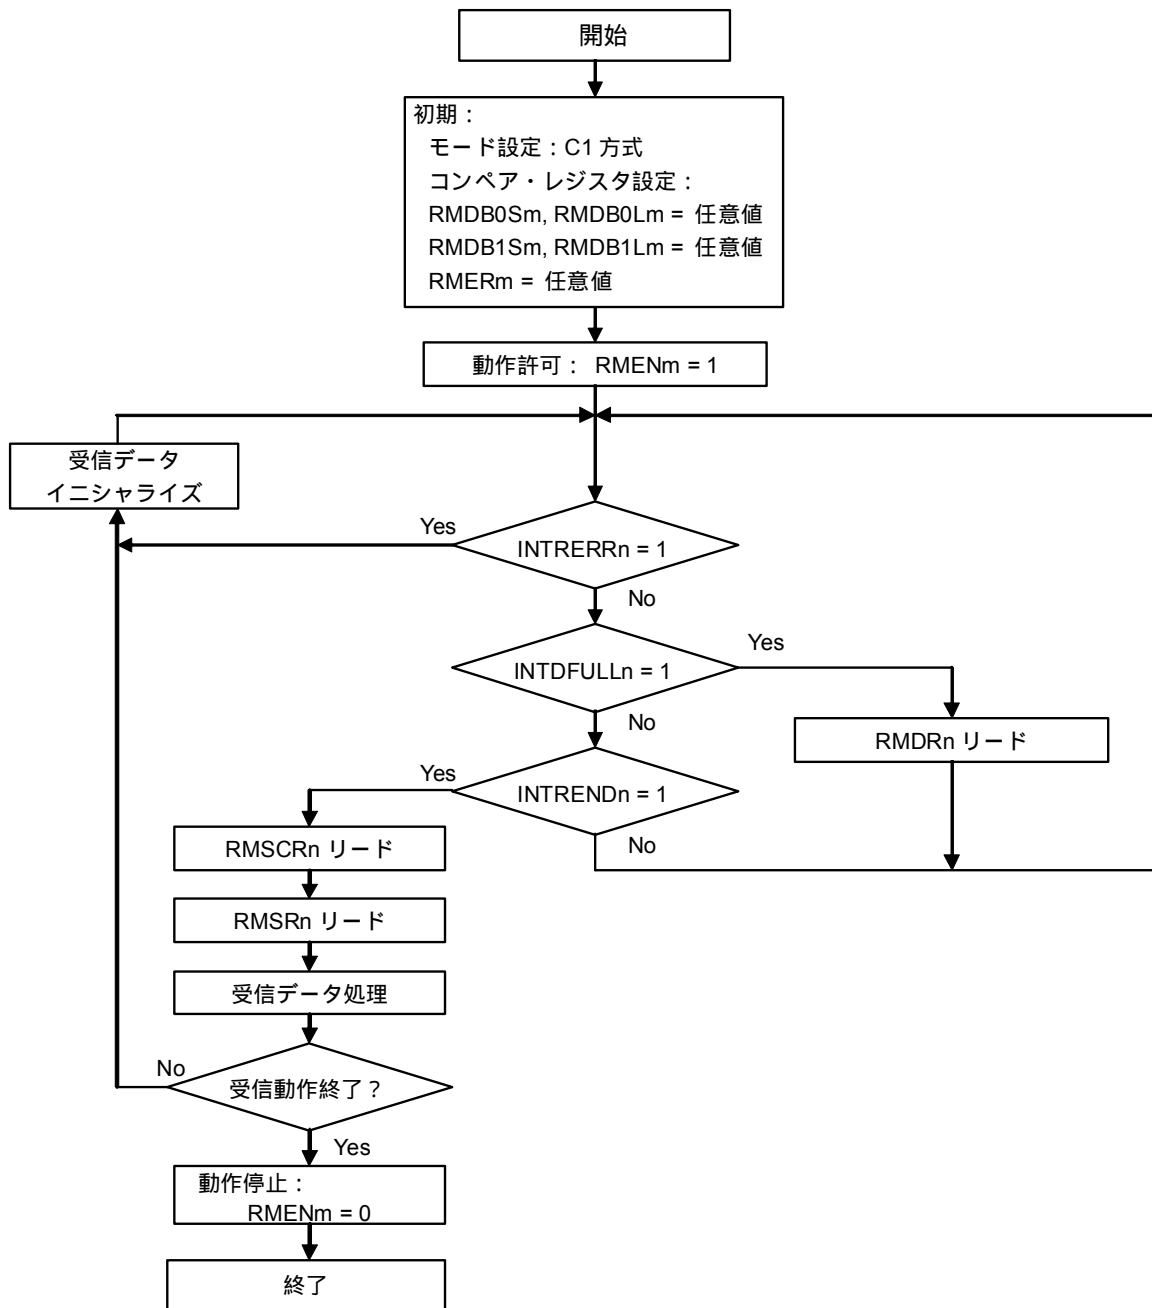 開始
初期：
モード設定：C1 方式
コンペア・レジスタ設定：
RMDB0Sm, RMDB0Lm = 任意値
RMDB1Sm, RMDB1Lm = 任意値
RMERm = 任意値
動作許可： RMENm = 1
受信データ
イニシャライズ
Yes
INTRERRn = 1
No
Yes
INTDFULLn = 1
No
RMDRn リード
Yes
INTRENDn = 1
No
RMSCRn リード
RMSRn リード
受信データ処理
No
受信動作終了？
Yes
動作停止：
RMENm = 0
終了